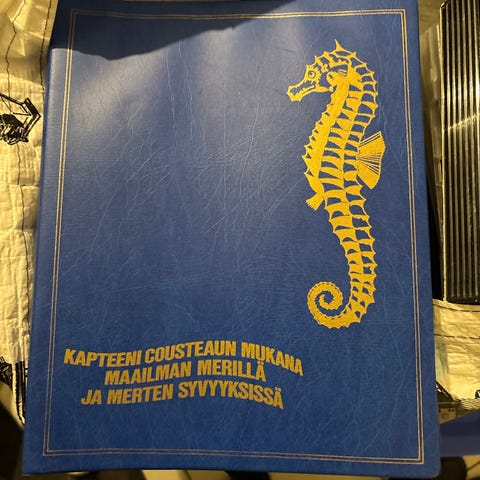 KAPTEENI COUSTEAUN MUKANA
MAAILMAN MERILLÄ
JA MERTEN SYVYYKSISSÄ